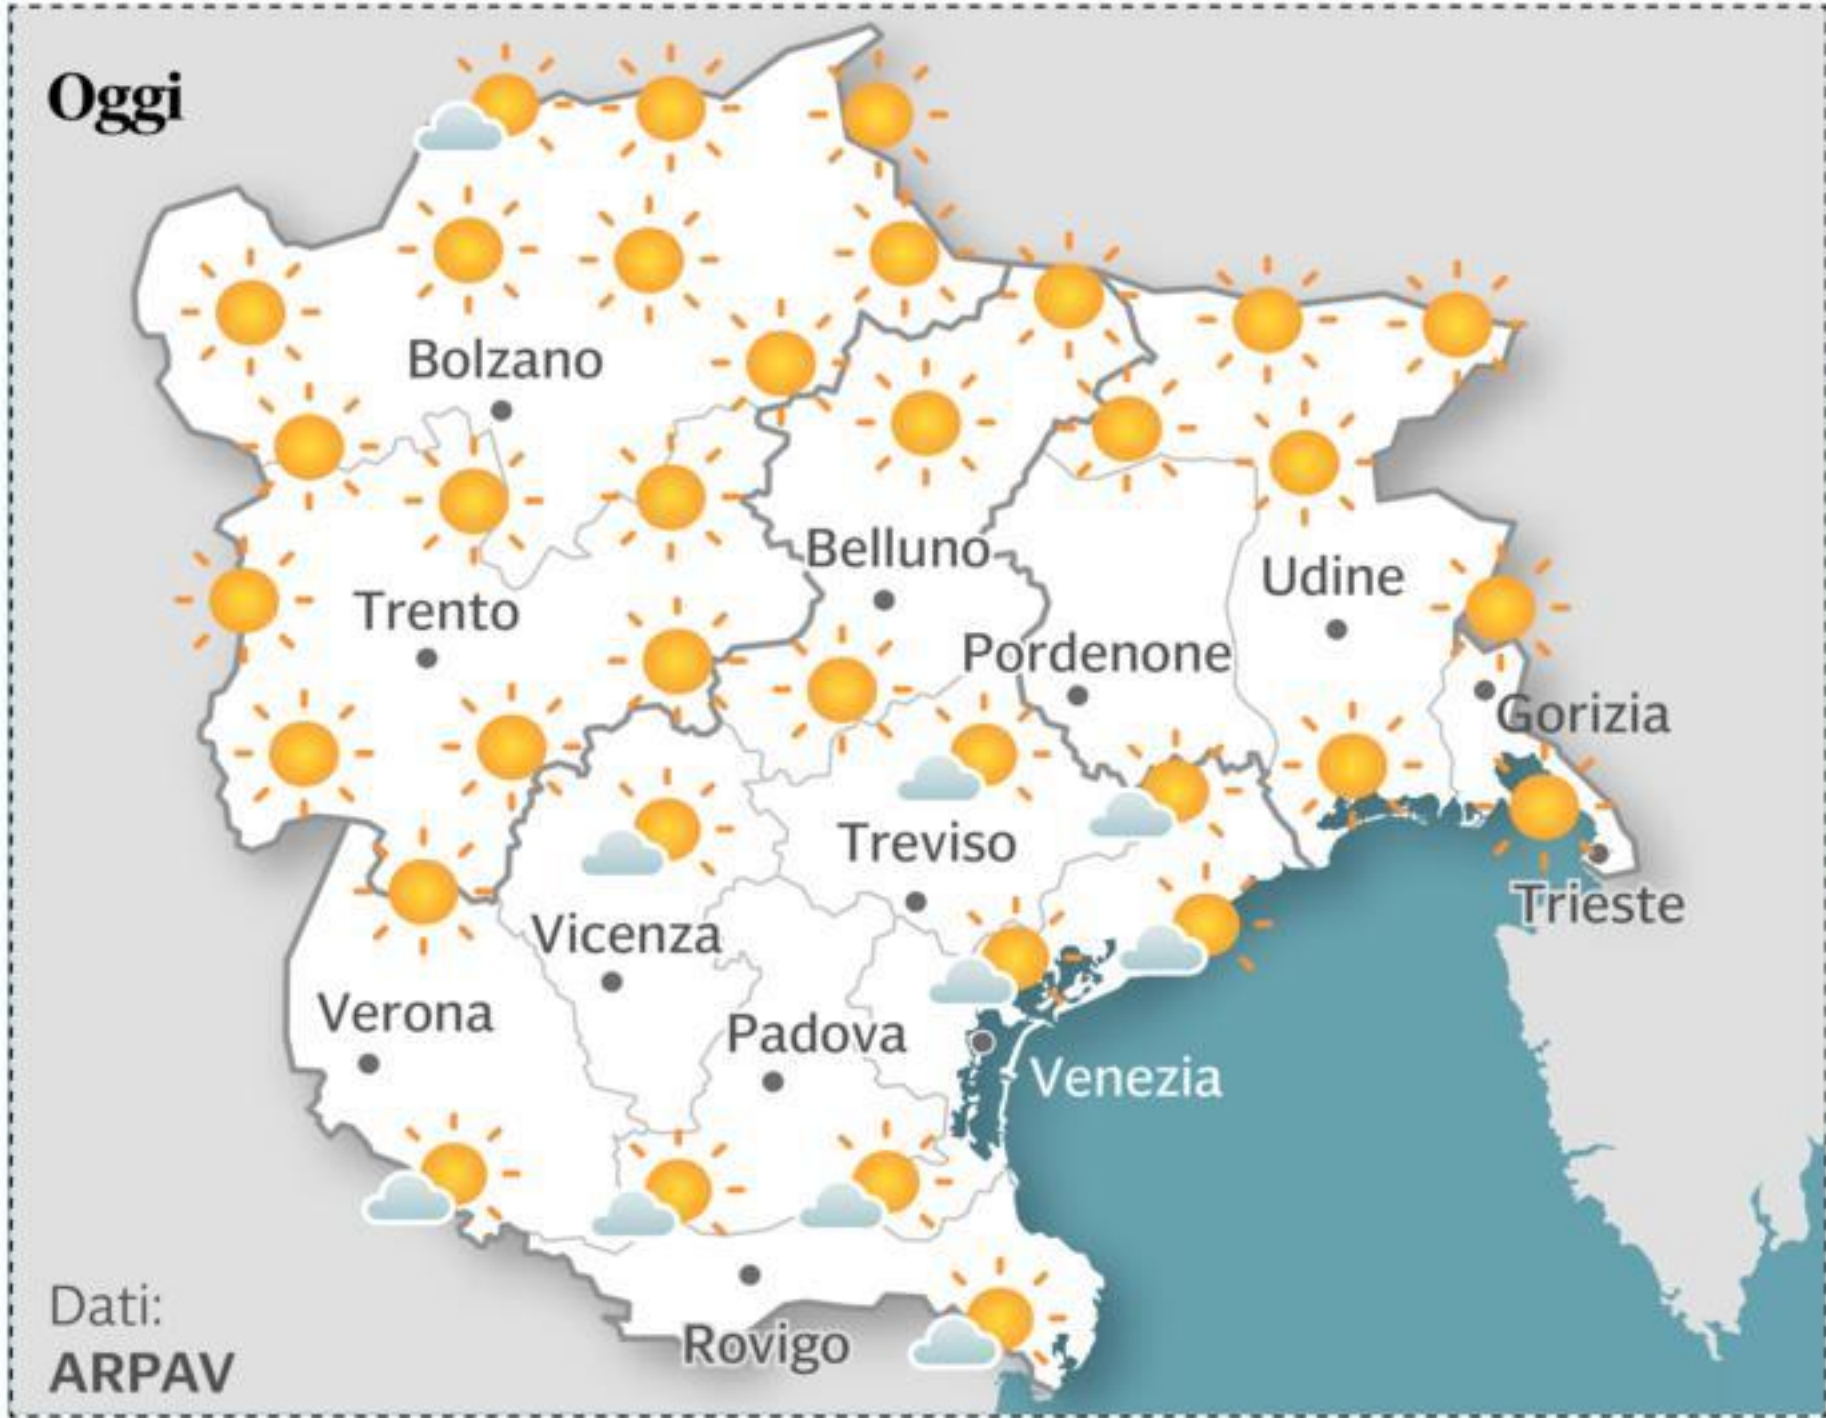 Oggi
Bolzano
Belluno
Udine
Trento
Pordenone
Gorizia
Treviso
Trieste
Vicenza
Verona
Padova
Venezia
Rovigo
Dati:
ARPAV